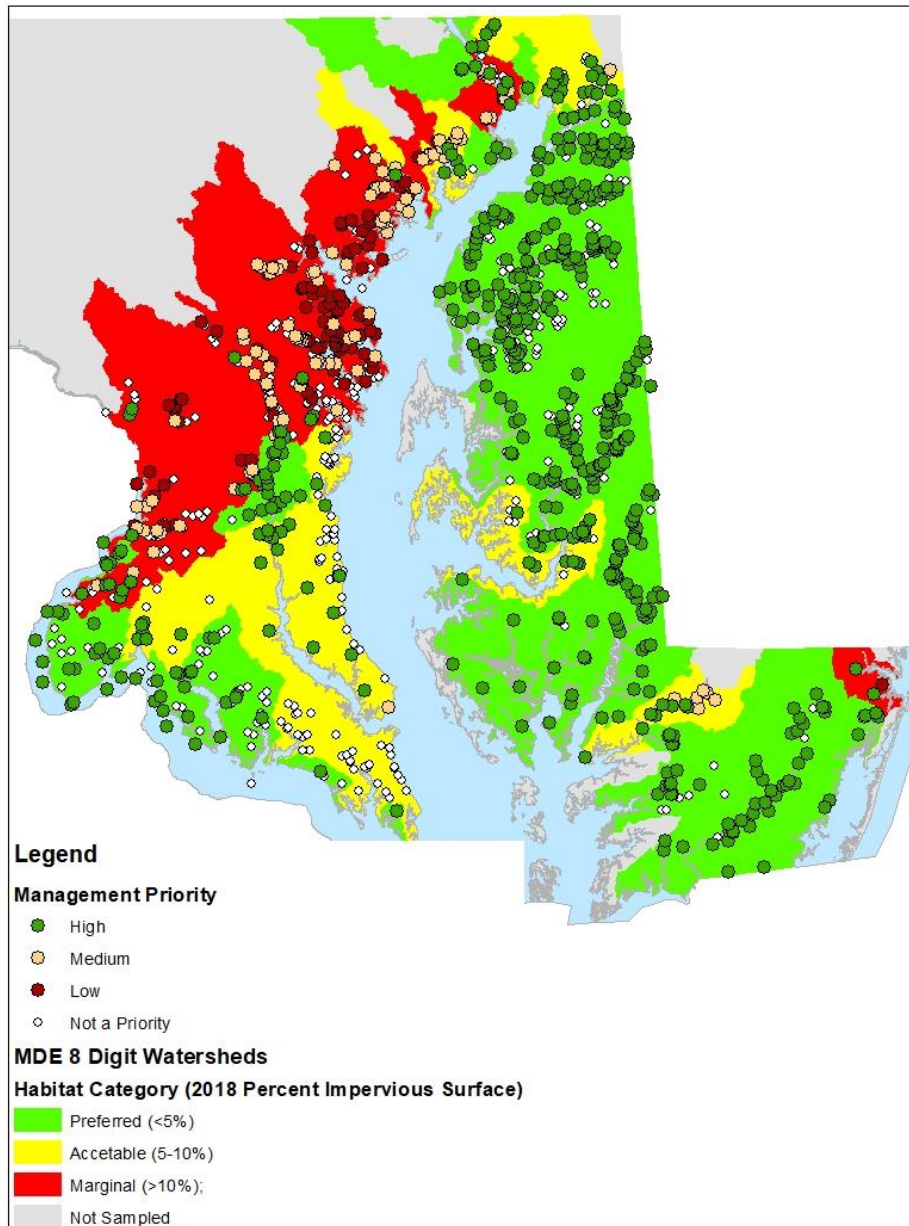 Legend
Management Priority
High
Medium
Low
Not a Priority
MDE 8 Digit Watersheds
Habitat Category (2018 Percent Impervious Surface)
Preferred (<5%)
Accetable (5-10%)
Marginal (>10%);
Not Sampled